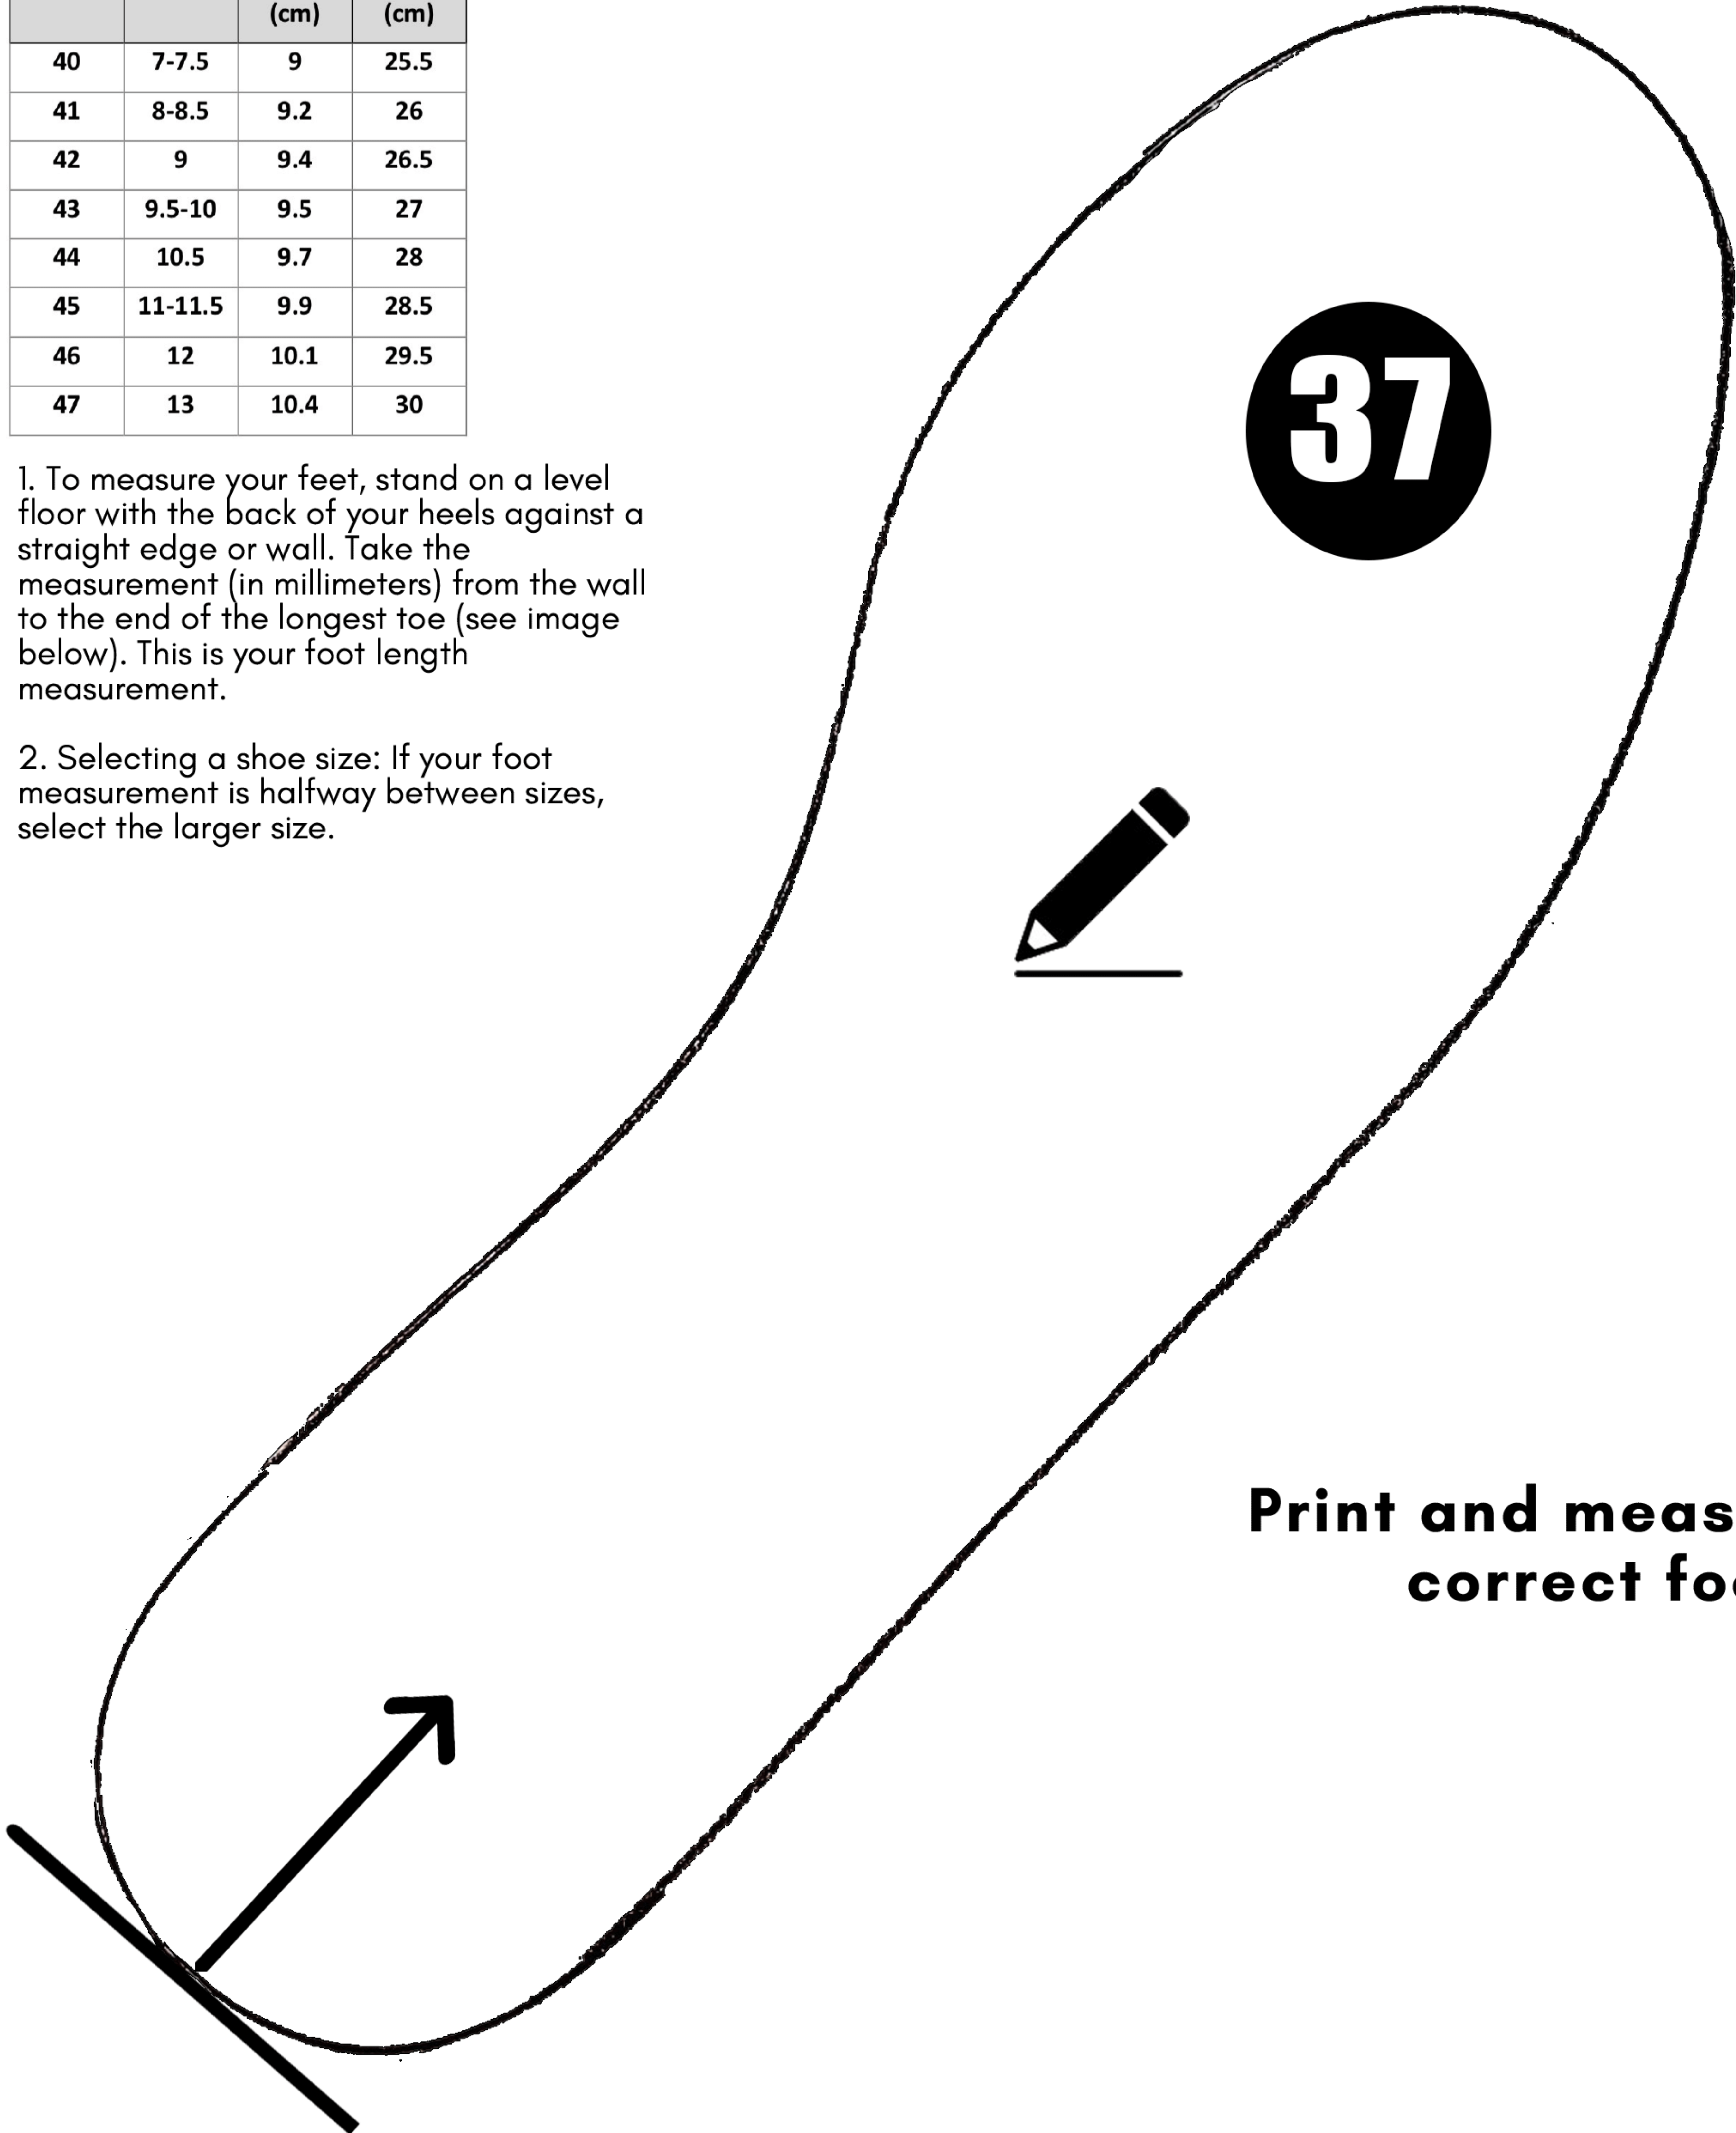 (cm) (cm)
40 7-7.5 9 25.5
41 8-8.5 9.2 26
42 9 9.4 26.5
43 9.5-10 9.5 27
44 10.5 9.7 28
45 11-11.5 9.9 28.5
46 12 10.1 29.5
47 13 10.4 30
1. To measure your feet, stand on a level
floor with the back of your heels against a
straight edge or wall. Take the
measurement (in millimeters) from the wall
to the end of the longest toe (see image
below). This is your foot length
measurement.
2. Selecting a shoe size: If your foot
measurement is halfway between sizes,
select the larger size.
37
Print and meas
correct